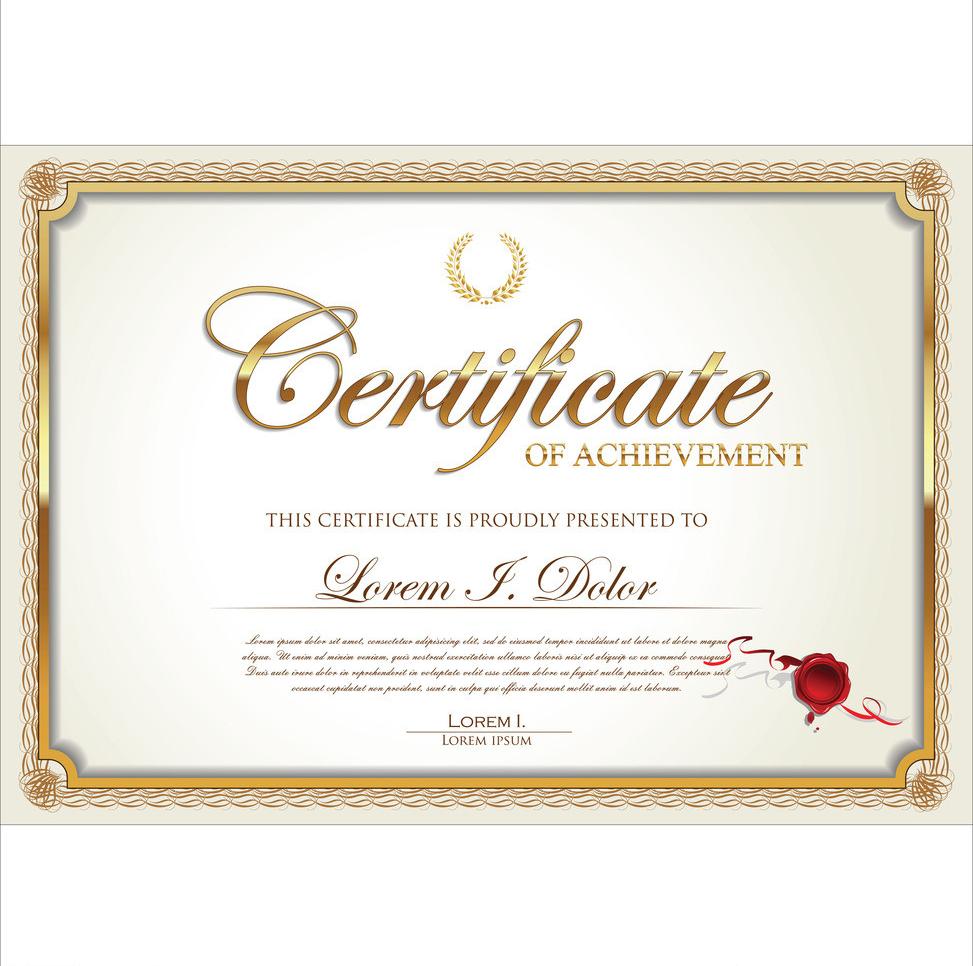 Certificate
OF ACHIEVEMENT
THIS CERTIFICATE IS PROUDLY PRESENTED TO
Lorem I. Dolor
Lorem ipsum dolor sit amet, consectetur adipisicing elit, sed do eiusmod tempor incididunt ut labore et dolore magna
aliqua. Ut enim ad minim veniam, quis nostrud exercitation ullamco laboris nisi ut aliquip ex ea commodo consequat
Duis aute irure dolor in reprehenderit in voluptate velit esse cillum dolore eu fugiat nulla pariatur. Excepteur sint
occaecat cupidatat non proident, sunt in culpa qui officia deserunt mollit anim id est laborum.
LOREM I.
LOREM IPSUM